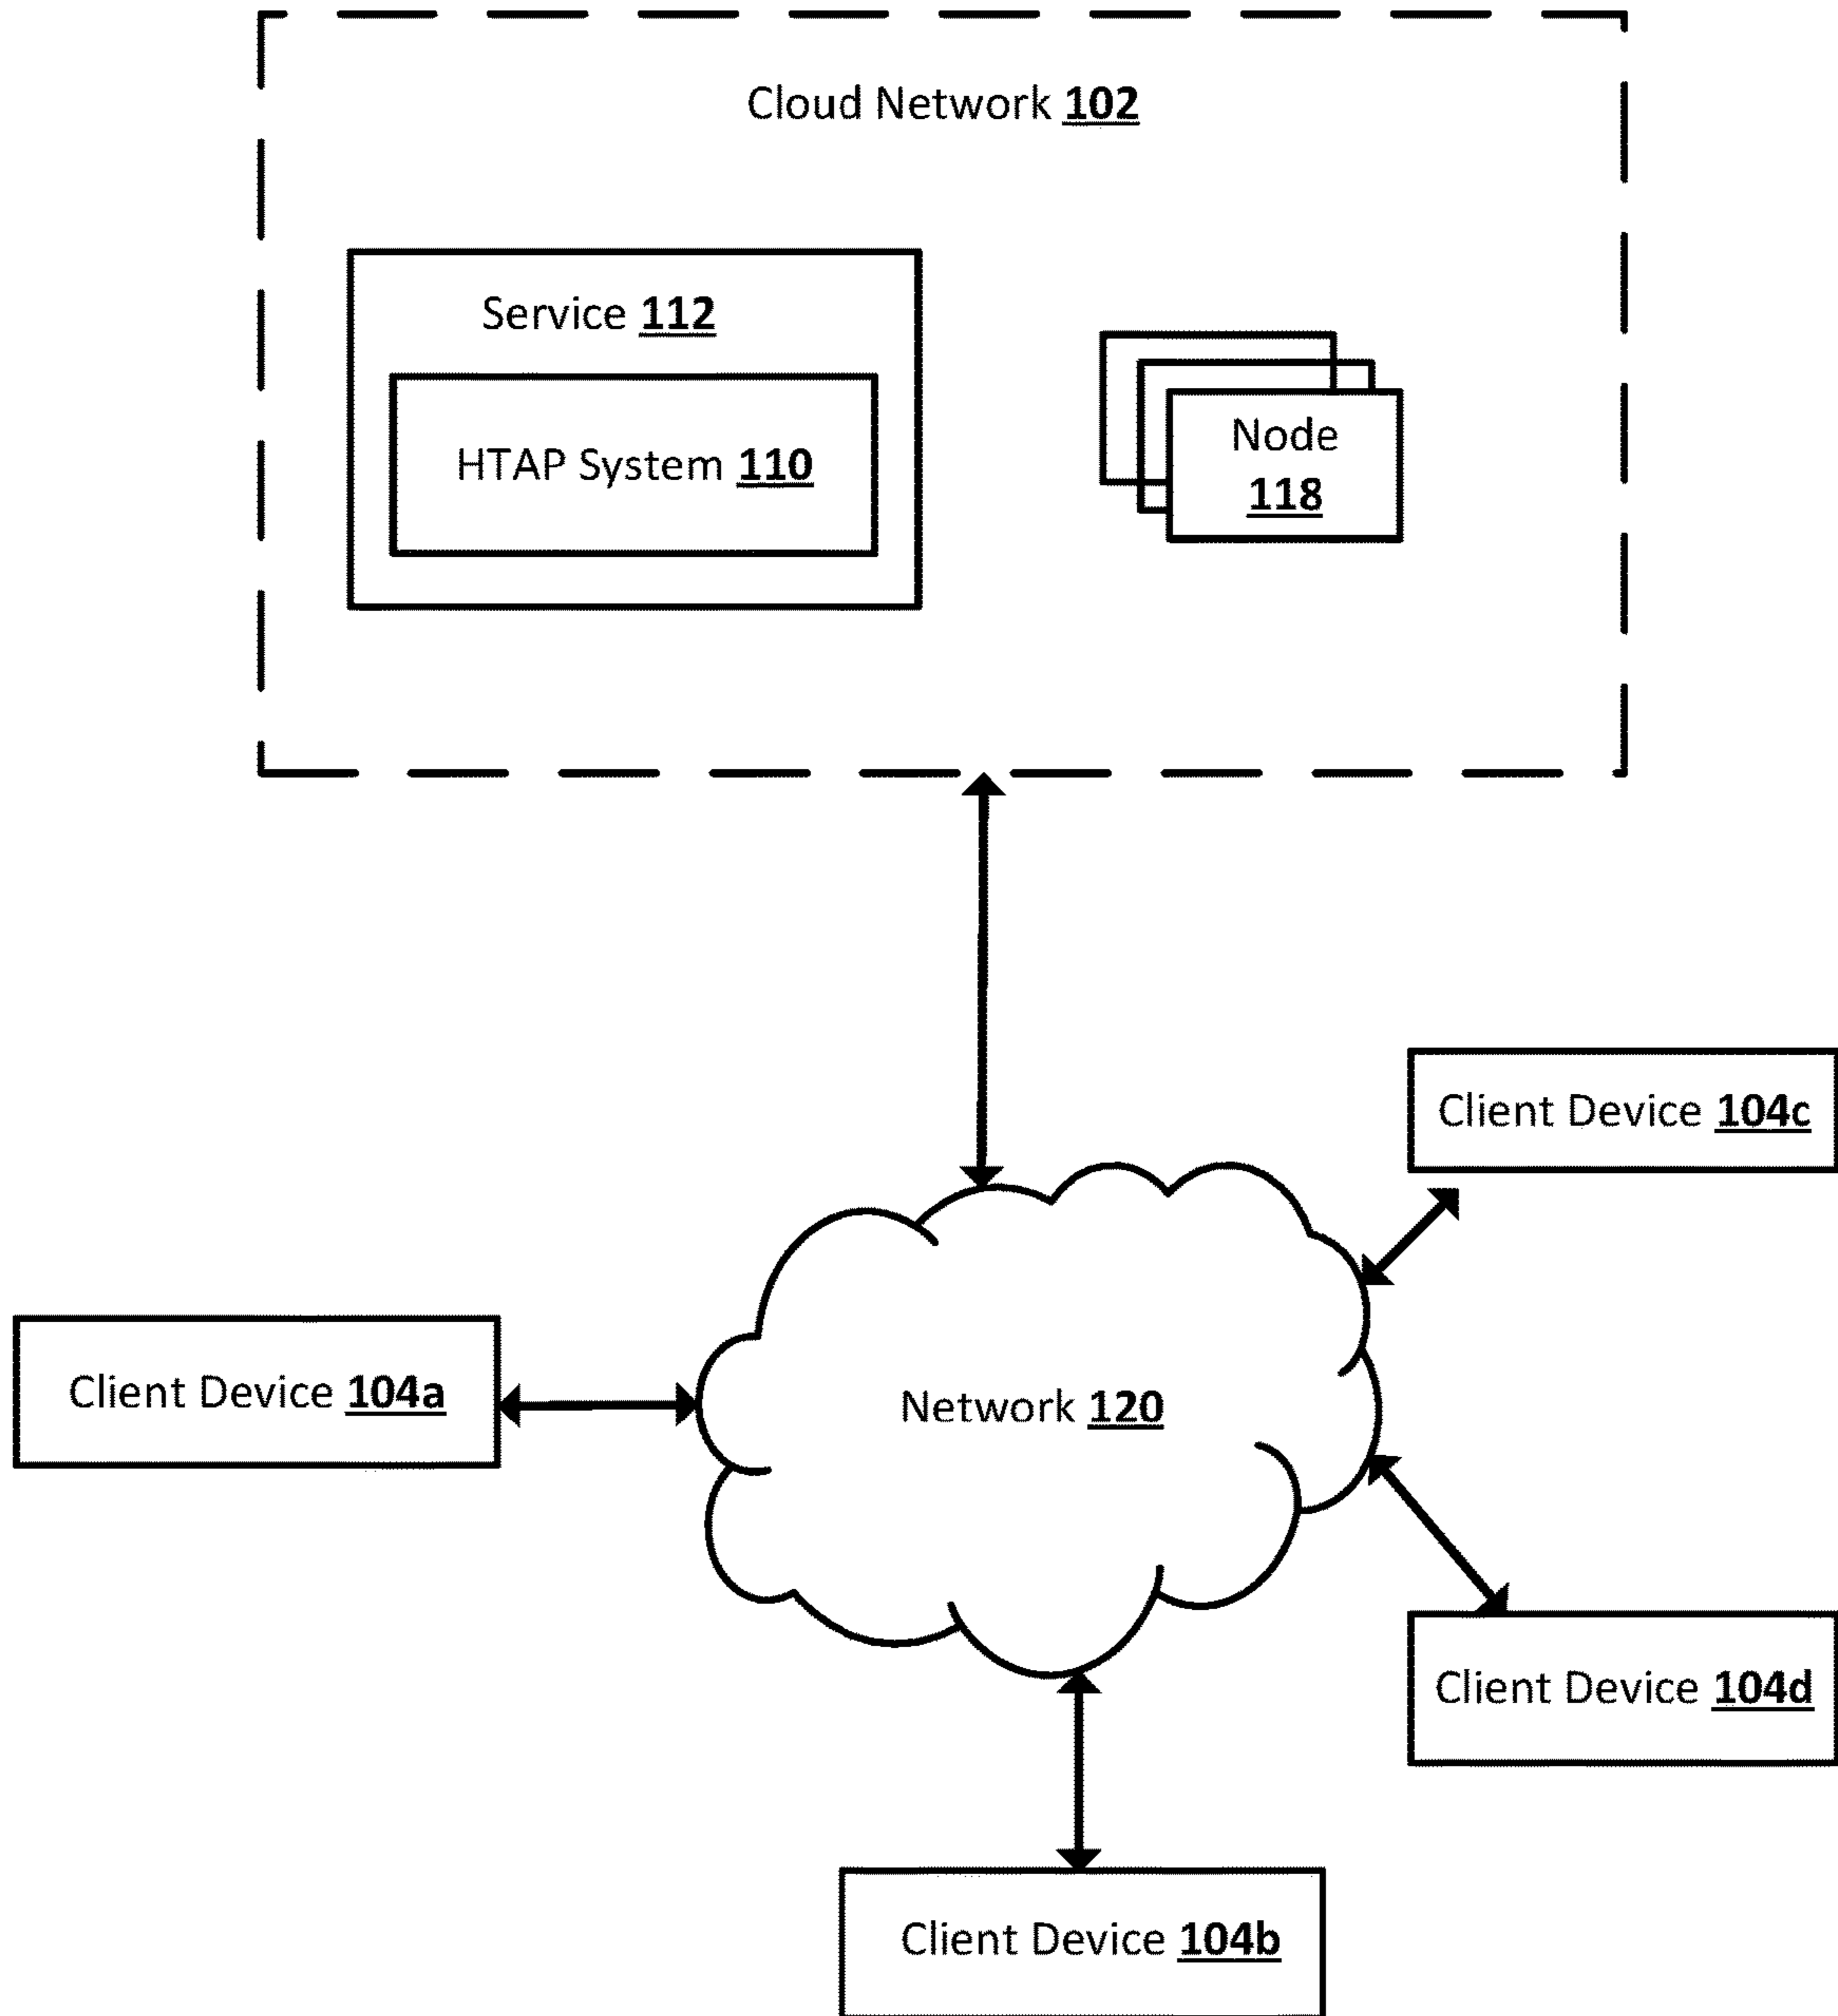 Cloud Network 102
Service 112
HTAP System 110
Node
118
Client Device 104c
Client Device 104a
Network 120
Client Device 104d
Client Device 104b